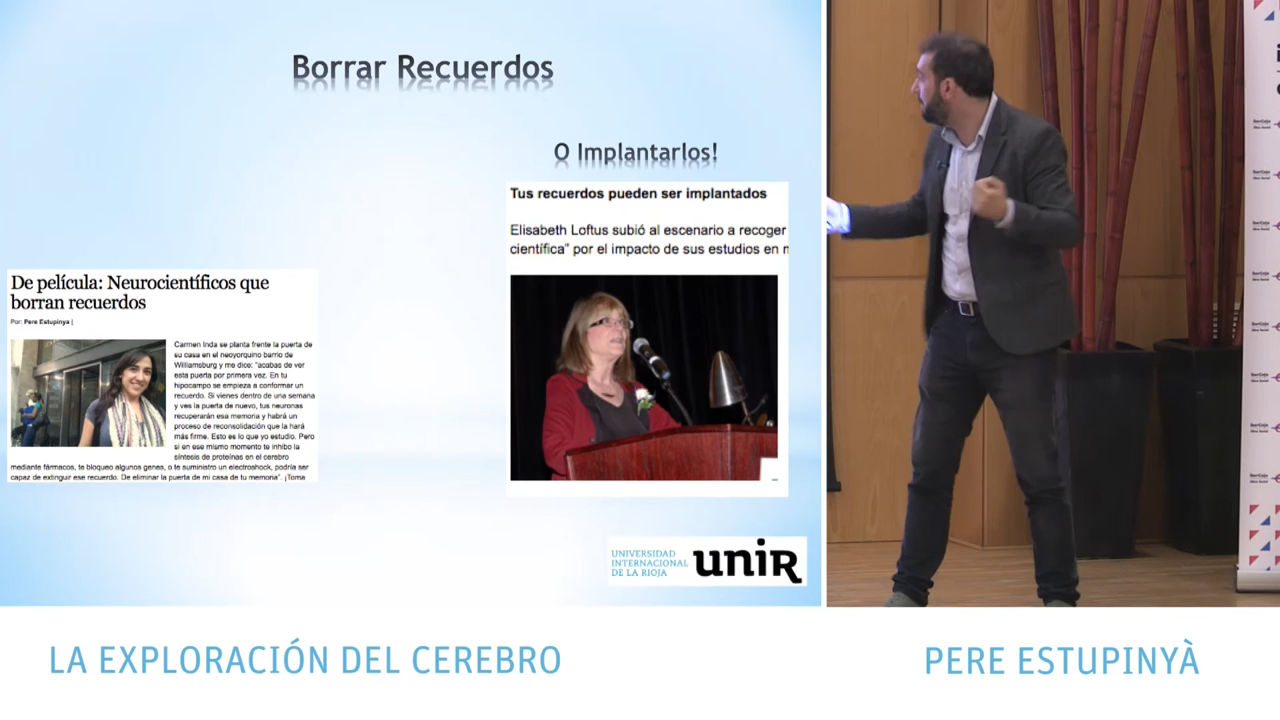 Borrar Recuerdos
O Implantarlos!
Tus recuerdos pueden ser implantados
Elisabeth Loftus subió al escenario a recoger
científica" por el impacto de sus estudios en
De película: Neurocientíficos que
borran recuerdos
Por: Pere Estupinya |
Carmen Inda se planta frente la puerta de
su casa en el neoyorquino barrio de
Williamsburg y me dice: "acabas de ver
esta puerta por primera vez. En tu
hipocampo se empieza a conformar un
recuerdo. Si vienes dentro de una semana
y ves la puerta de nuevo, tus neuronas
recuperarán esa memoria y habrá un
proceso de reconsolidación que la hará
más firme. Esto es lo que yo estudio. Pero
si en ese mismo momento te inhibo la
síntesis de proteínas en el cerebro
mediante fármacos, te bloqueo algunos genes, o te suministro un electroshock, podría ser
capaz de extinguir ese recuerdo. De eliminar la puerta de mi casa de tu memoria". ¡Toma
UNIVERSIDAD
INTERNACIONAL
DE LA RIOJA
unir
LA EXPLORACIÓN DEL CEREBRO
PERE ESTUPINYÀ